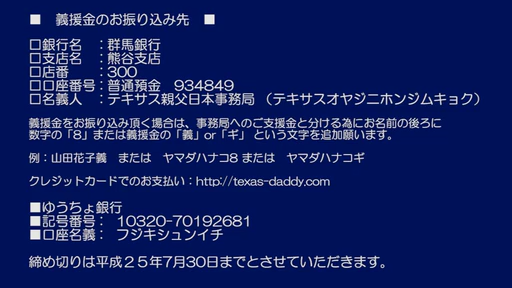 ■　義援金のお振り込み先　■
□銀行名　：群馬銀行
□支店名　：熊谷支店
□店番　：300
□口座番号：普通預金　934849
□名義人　：テキサス親父日本事務局 （テキサスオヤジニホンジムキョク）
義援金をお振り込み頂く場合は、事務局へのご支援金と分ける為にお名前の後ろに
数字の「8」または義援金の「義」or「ギ」 という文字を追加願います。
例：山田花子義　または　ヤマダハナコ8 または　ヤマダハナコギ
クレジットカードでのお支払い：http://texas-daddy.com
■ゆうちょ銀行
■記号番号：　10320-70192681
■口座名義：　フジキシュンイチ
締め切りは平成２５年7月30日までとさせていただきます。